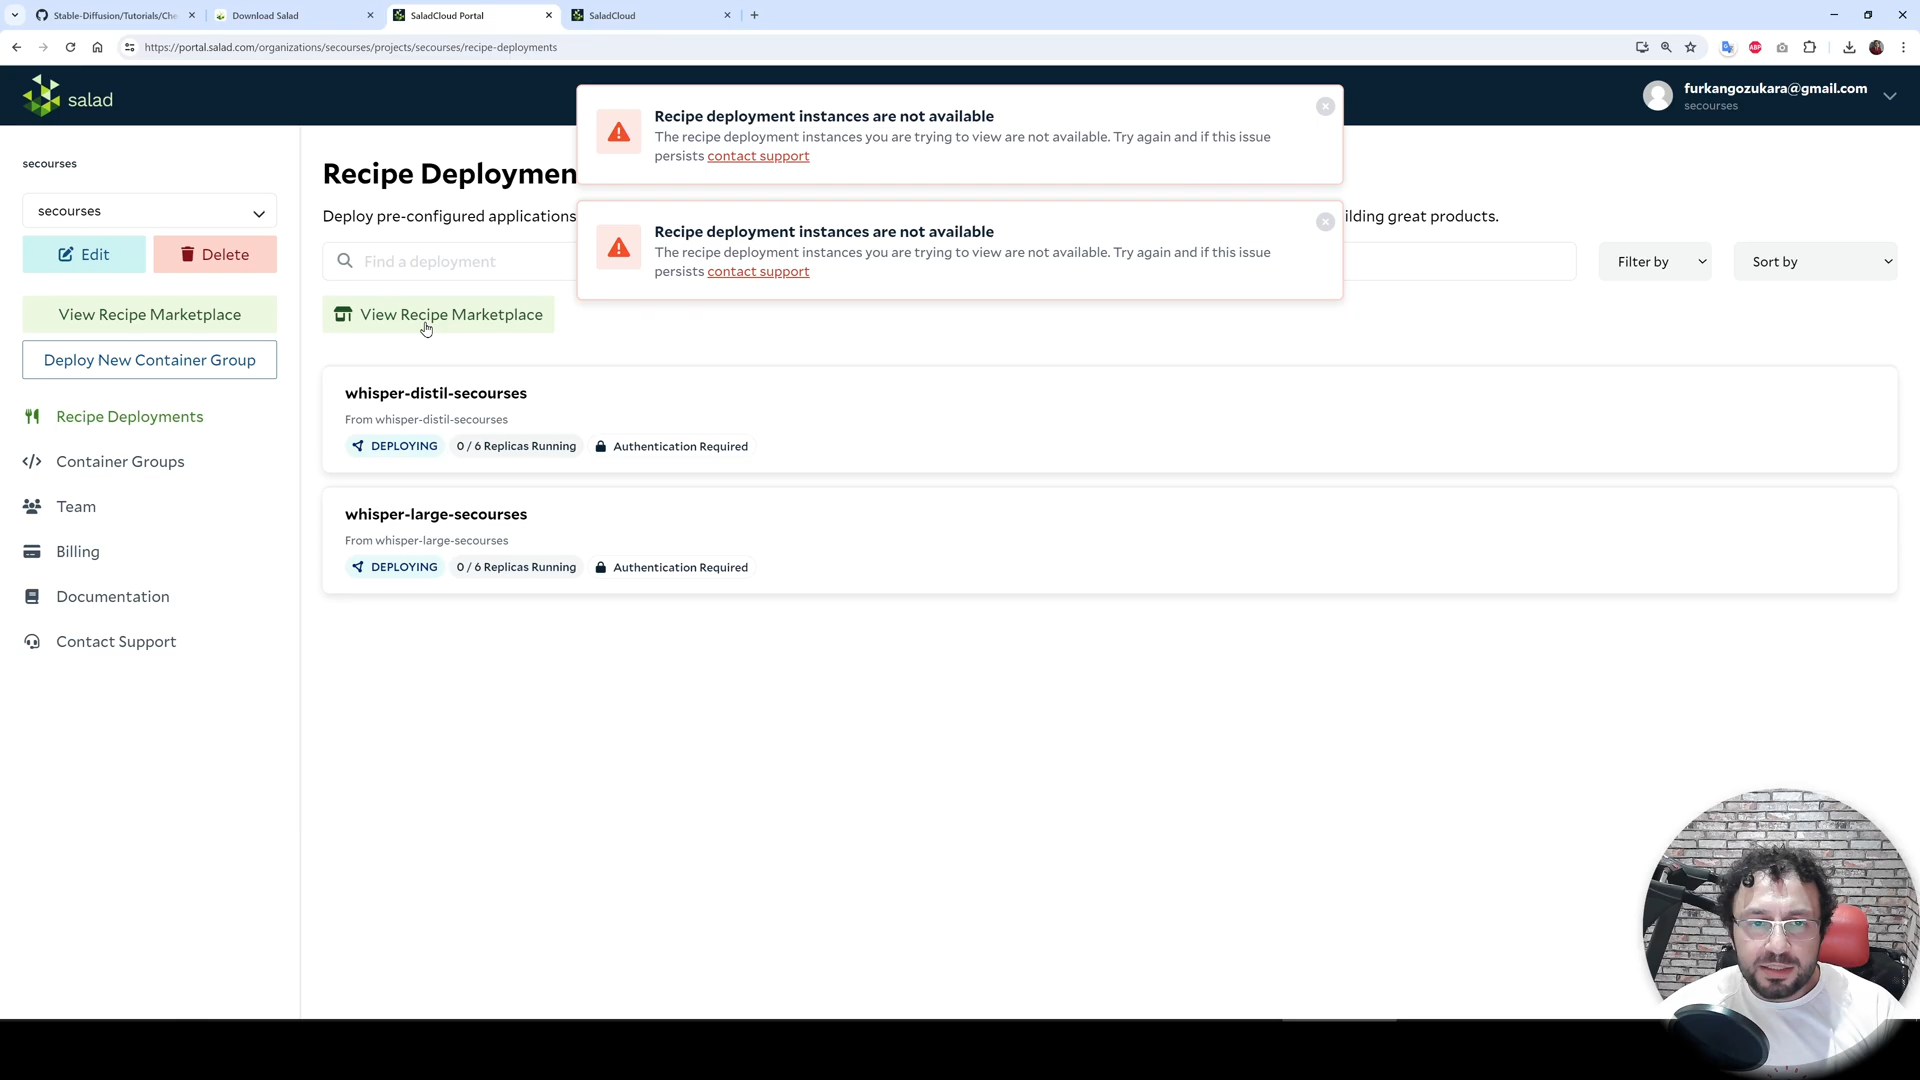 Stable-Diffusion/Tutorials/Che
Download Salad
SaladCloud Portal
SaladCloud
https://portal.salad.com/organizations/secourses/projects/secourses/recipe-deployments
ABP
salad
furkangozukara@gmail.com
secourses
Recipe deployment instances are not available
The recipe deployment instances you are trying to view are not available. Try again and if this issue
persists contact support
Recipe deployment instances are not available
The recipe deployment instances you are trying to view are not available. Try again and if this issue
persists contact support
secourses
secourses
Edit
Delete
View Recipe Marketplace
Deploy New Container Group
Recipe Deployments
Container Groups
Team
Billing
Documentation
Contact Support
Recipe Deploymen
Deploy pre-configured applications
ilding great products.
Find a deployment
Filter by
Sort by
View Recipe Marketplace
whisper-distil-secourses
From whisper-distil-secourses
DEPLOYING 0 / 6 Replicas Running Authentication Required
whisper-large-secourses
From whisper-large-secourses
DEPLOYING 0 / 6 Replicas Running Authentication Required